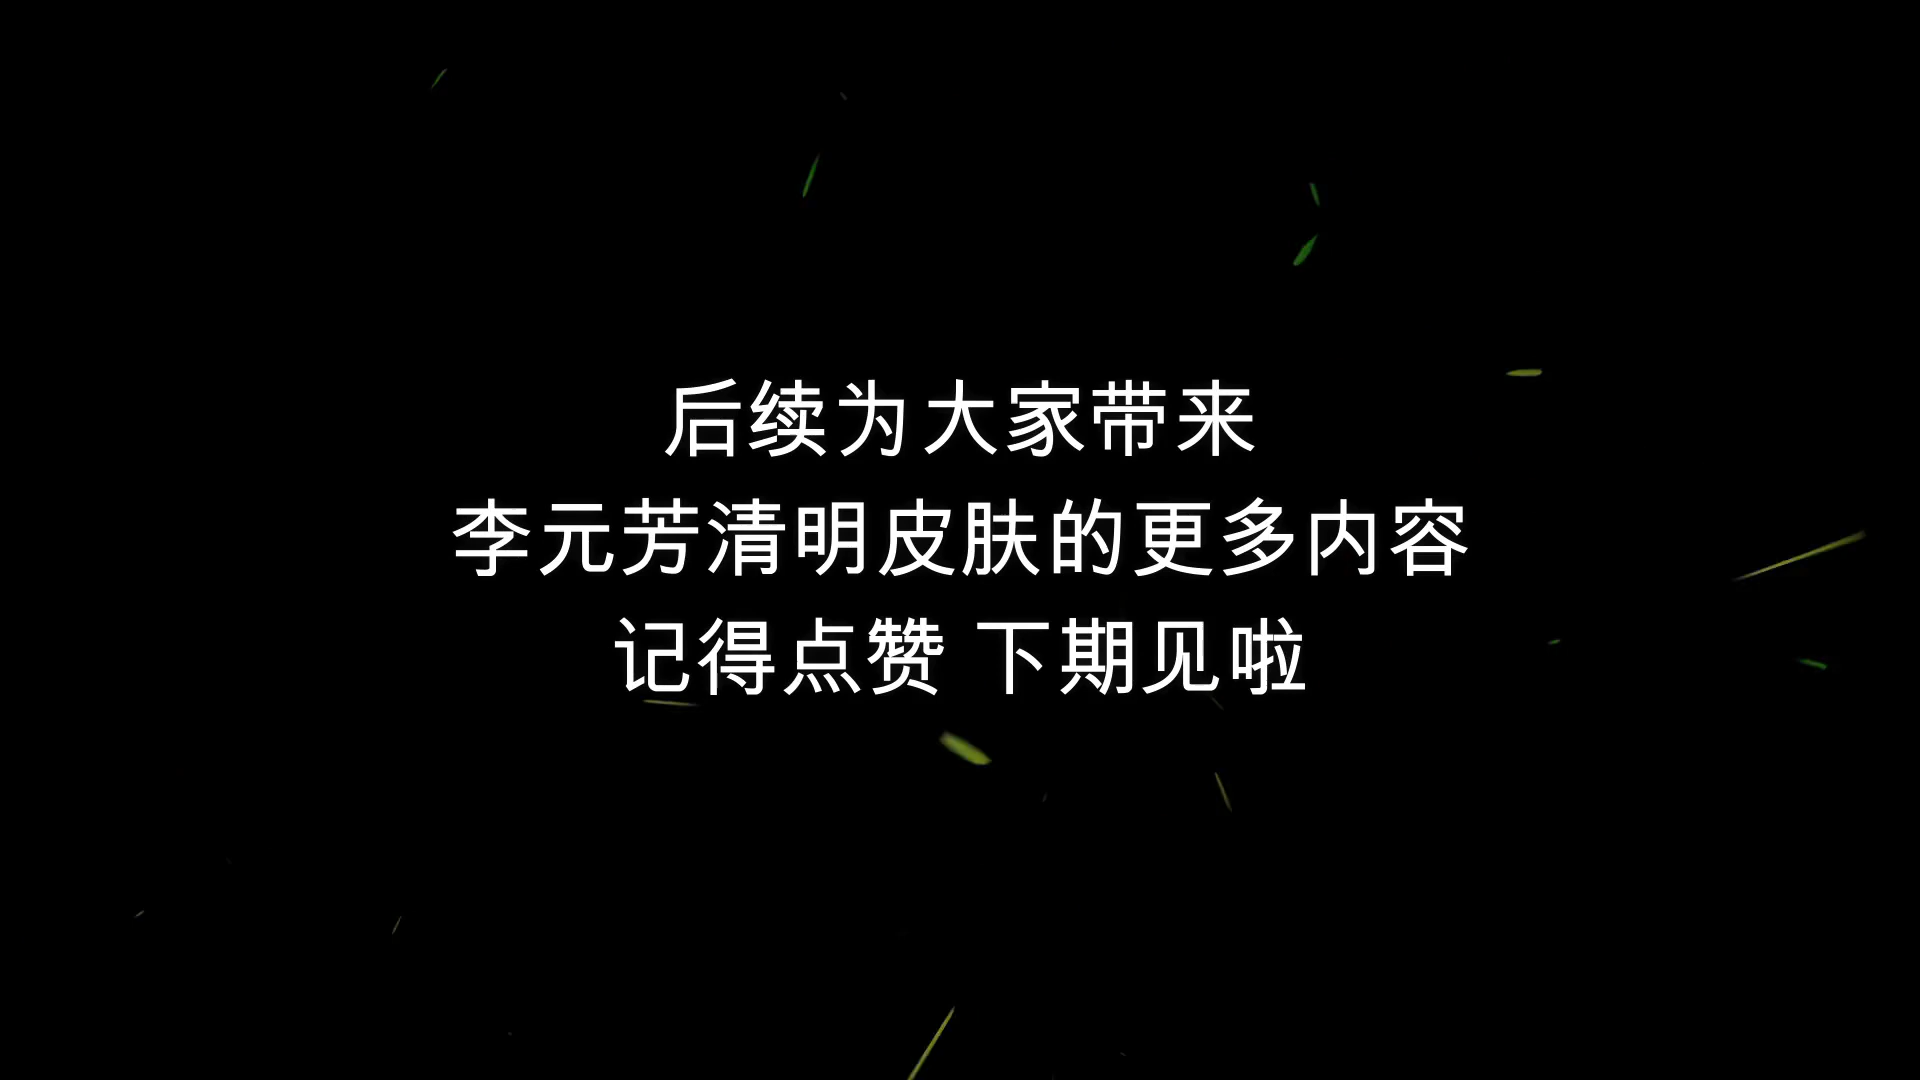 后续为大家带来
李元芳清明皮肤的更多内容
记得点赞 下期见啦